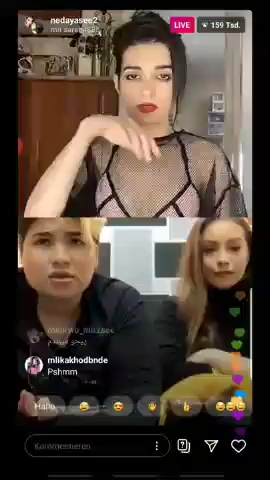 nedayasee2
LIVE
159 Tsd.
mlikakhodbnde
Pshmm
Hallo
Kommentieren